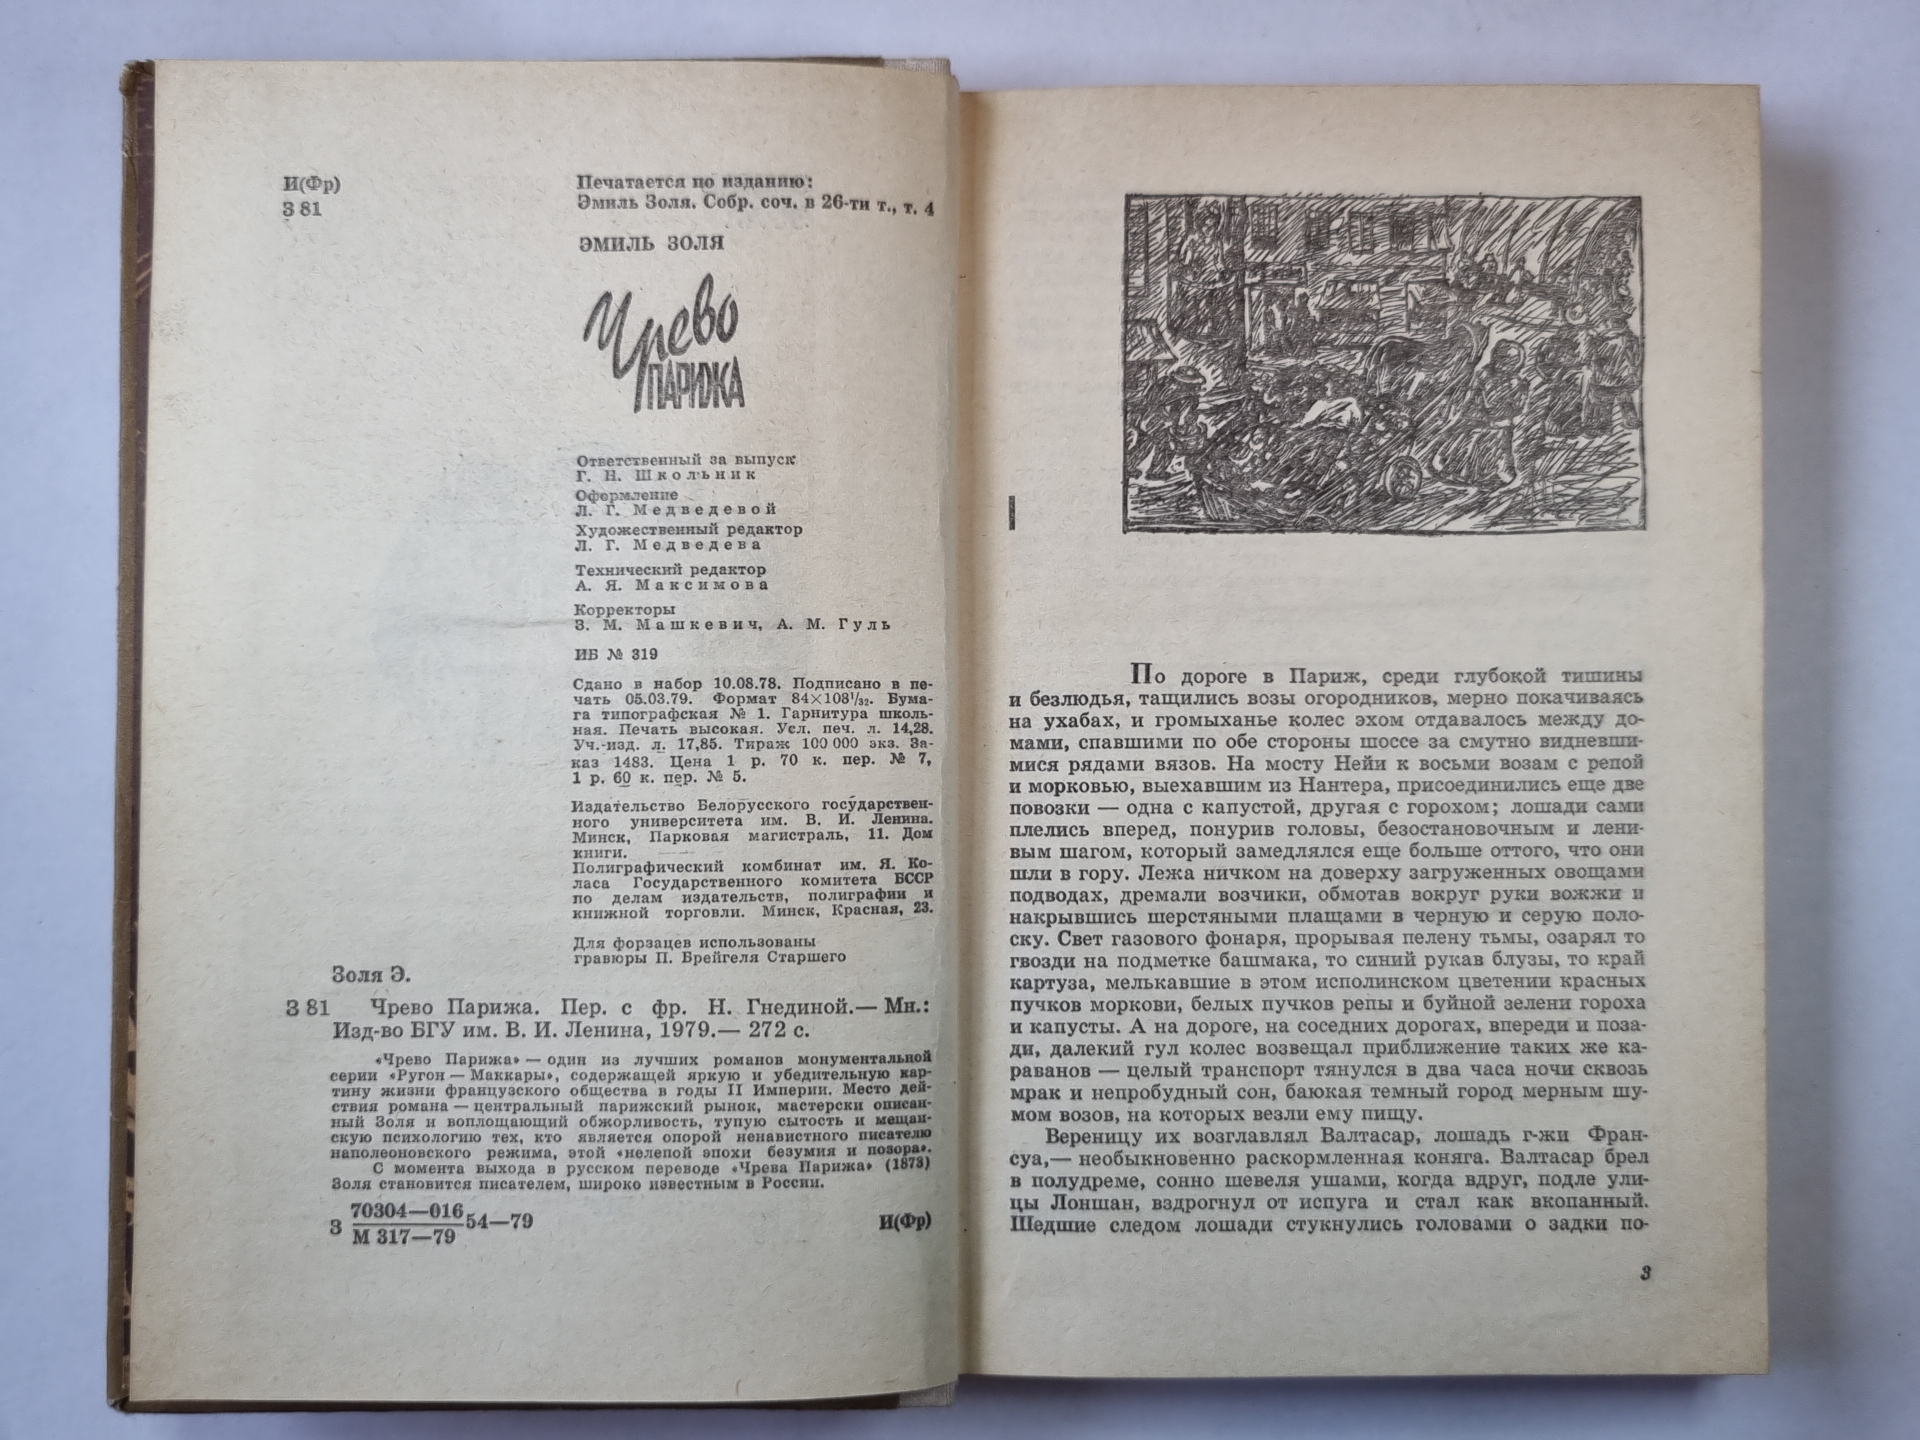 И(Фр)
З 81
Печатается по изданию:
Эмиль Золя. Собр. соч. в 26-ти т., т. 4
ЭМИЛЬ ЗОЛЯ
Чрево
ПАРИЖА
Ответственный за выпуск
Г. Н. Школьник
Оформление
Л. Г. Медведевой
Художественный редактор
Л. Г. Медведева
Технический редактор
А. Я. Максимова
Корректоры
З. М. Машкевич, А. М. Гуль
ИБ № 319
Сдано в набор 10.08.78. Подписано в пе-
чать 05.03.79. Формат 84×108¹/₃₂. Бума-
га типографская № 1. Гарнитура школь-
ная. Печать высокая. Усл. печ. л. 14,28.
Уч.-изд. л. 17,85. Тираж 100 000 экз. За-
каз 1483. Цена 1 р. 70 к. пер. № 7,
1 р. 60 к. пер. № 5.
Издательство Белорусского государствен-
ного университета им. В. И. Ленина.
Минск, Парковая магистраль, 11. Дом
книги.
Полиграфический комбинат им. Я. Ко-
ласа Государственного комитета БССР
по делам издательств, полиграфии и
книжной торговли. Минск, Красная, 23.
Для форзацев использованы
гравюры П. Брейгеля Старшего
Золя Э.
З 81 Чрево Парижа. Пер. с фр. Н. Гнединой.— Мн.:
Изд-во БГУ им. В. И. Ленина, 1979.— 272 с.
«Чрево Парижа» — один из лучших романов монументальной
серии «Ругон — Маккары», содержащей яркую и убедительную кар-
тину жизни французского общества в годы II Империи. Место дей-
ствия романа — центральный парижский рынок, мастерски описан-
ный Золя и воплощающий обжорливость, тупую сытость и мещан-
скую психологию тех, кто является опорой ненавистного писателю
наполеоновского режима, этой «нелепой эпохи безумия и позора».
С момента выхода в русском переводе «Чрева Парижа» (1873)
Золя становится писателем, широко известным в России.
З 70304—016 54—79
М 317—79
И(Фр)
I
По дороге в Париж, среди глубокой тишины
и безлюдья, тащились возы огородников, мерно покачиваясь
на ухабах, и громыханье колес эхом отдавалось между до-
мами, спавшими по обе стороны шоссе за смутно видневши-
мися рядами вязов. На мосту Нейи к восьми возам с репой
и морковью, выехавшим из Нантера, присоединились еще две
повозки — одна с капустой, другая с горохом; лошади сами
плелись вперед, понурив головы, безостановочным и лени-
вым шагом, который замедлялся еще больше оттого, что они
шли в гору. Лежа ничком на доверху загруженных овощами
подводах, дремали возчики, обмотав вокруг руки вожжи и
накрывшись шерстяными плащами в черную и серую поло-
ску. Свет газового фонаря, прорывая пелену тьмы, озарял то
гвозди на подметке башмака, то синий рукав блузы, то край
картуза, мелькавшие в этом исполинском цветении красных
пучков моркови, белых пучков репы и буйной зелени гороха
и капусты. А на дороге, на соседних дорогах, впереди и поза-
ди, далекий гул колес возвещал приближение таких же ка-
раванов — целый транспорт тянулся в два часа ночи сквозь
мрак и непробудный сон, баюкая темный город мерным шу-
мом возов, на которых везли ему пищу.
Вереницу их возглавлял Валтасар, лошадь г-жи Фран-
суа,— необыкновенно раскормленная коняга. Валтасар брел
в полудреме, сонно шевеля ушами, когда вдруг, подле ули-
цы Лоншан, вздрогнул от испуга и стал как вкопанный.
Шедшие следом лошади стукнулись головами о задки по-
3